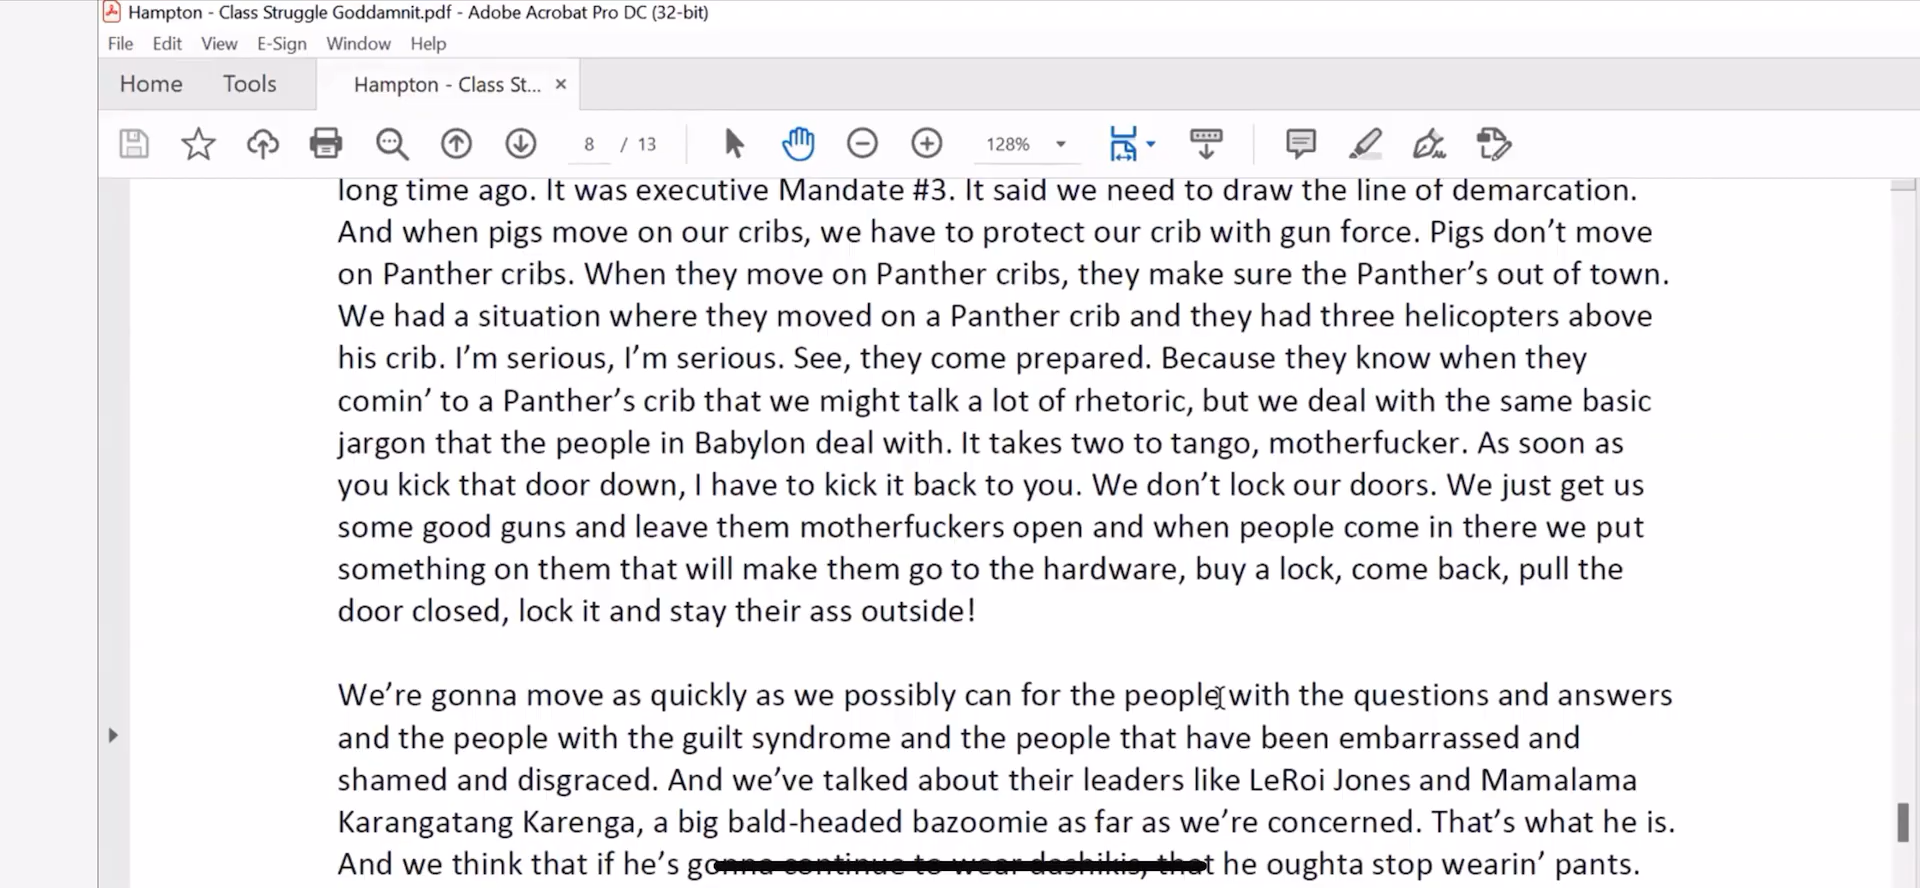 Hampton - Class Struggle Goddamnit.pdf - Adobe Acrobat Pro DC (32-bit)
File Edit View E-Sign Window Help
Home Tools Hampton - Class St... ×
8 / 13 128%
long time ago. It was executive Mandate #3. It said we need to draw the line of demarcation.
And when pigs move on our cribs, we have to protect our crib with gun force. Pigs don’t move
on Panther cribs. When they move on Panther cribs, they make sure the Panther’s out of town.
We had a situation where they moved on a Panther crib and they had three helicopters above
his crib. I’m serious, I’m serious. See, they come prepared. Because they know when they
comin’ to a Panther’s crib that we might talk a lot of rhetoric, but we deal with the same basic
jargon that the people in Babylon deal with. It takes two to tango, motherfucker. As soon as
you kick that door down, I have to kick it back to you. We don’t lock our doors. We just get us
some good guns and leave them motherfuckers open and when people come in there we put
something on them that will make them go to the hardware, buy a lock, come back, pull the
door closed, lock it and stay their ass outside!
We’re gonna move as quickly as we possibly can for the people with the questions and answers
and the people with the guilt syndrome and the people that have been embarrassed and
shamed and disgraced. And we’ve talked about their leaders like LeRoi Jones and Mamalama
Karangatang Karenga, a big bald-headed bazoomie as far as we’re concerned. That’s what he is.
And we think that if he’s gonna continue to wear dashikis, that he oughta stop wearin’ pants.